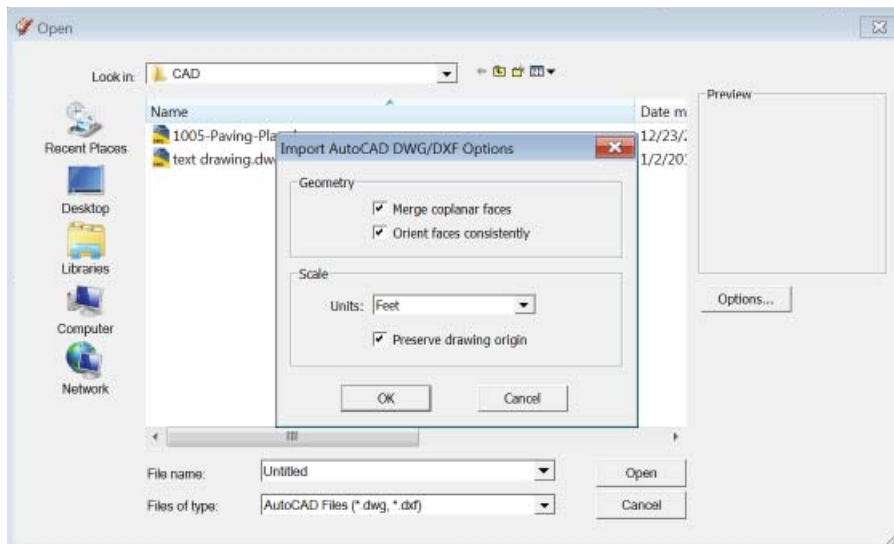 Open
Look in: CAD
Preview
Name Date m
Recent Places
1005-Paving-Pla 12/23/2
text drawing.dw 1/2/20
Import AutoCAD DWG/DXF Options
Geometry
Merge coplanar faces
Orient faces consistently
Desktop
Libraries
Scale
Units: Feet
Preserve drawing origin
Options...
Computer
Network
OK Cancel
File name: Untitled Open
Files of type: AutoCAD Files (*.dwg, *.dxf) Cancel